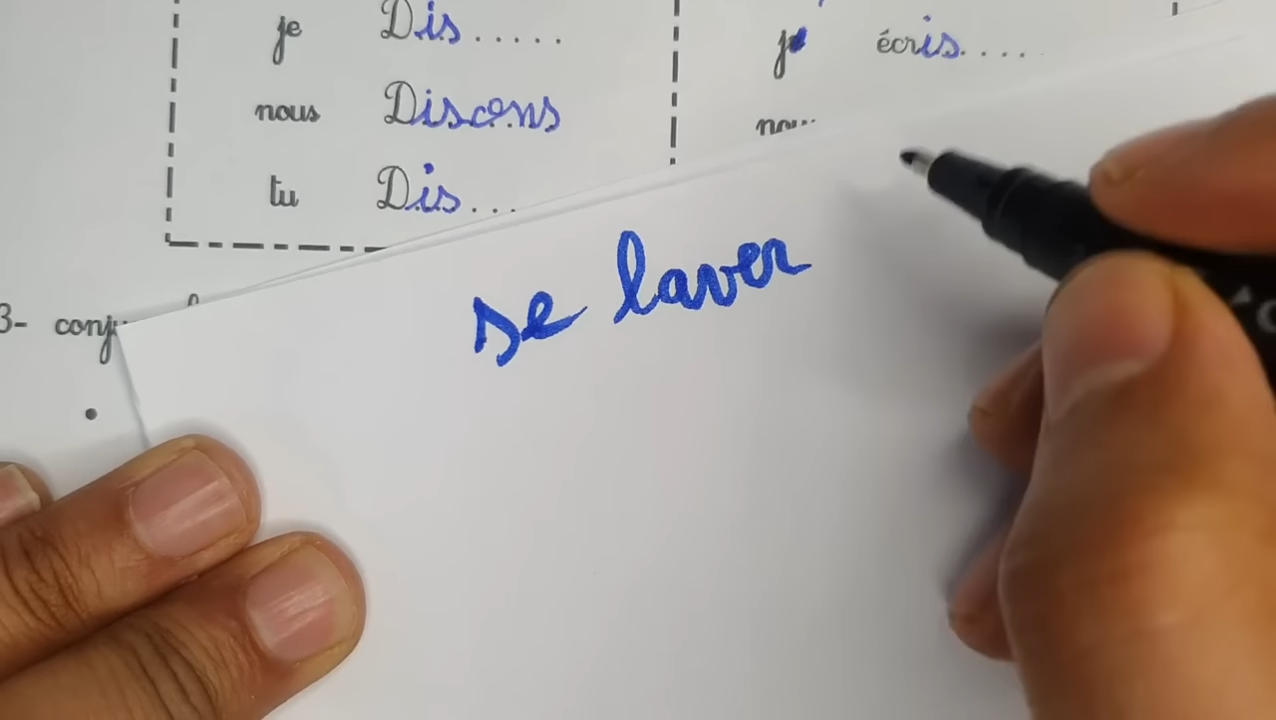 je Dis.....
nous Discons
tu Dis...
je écris....
se laver
3- conj